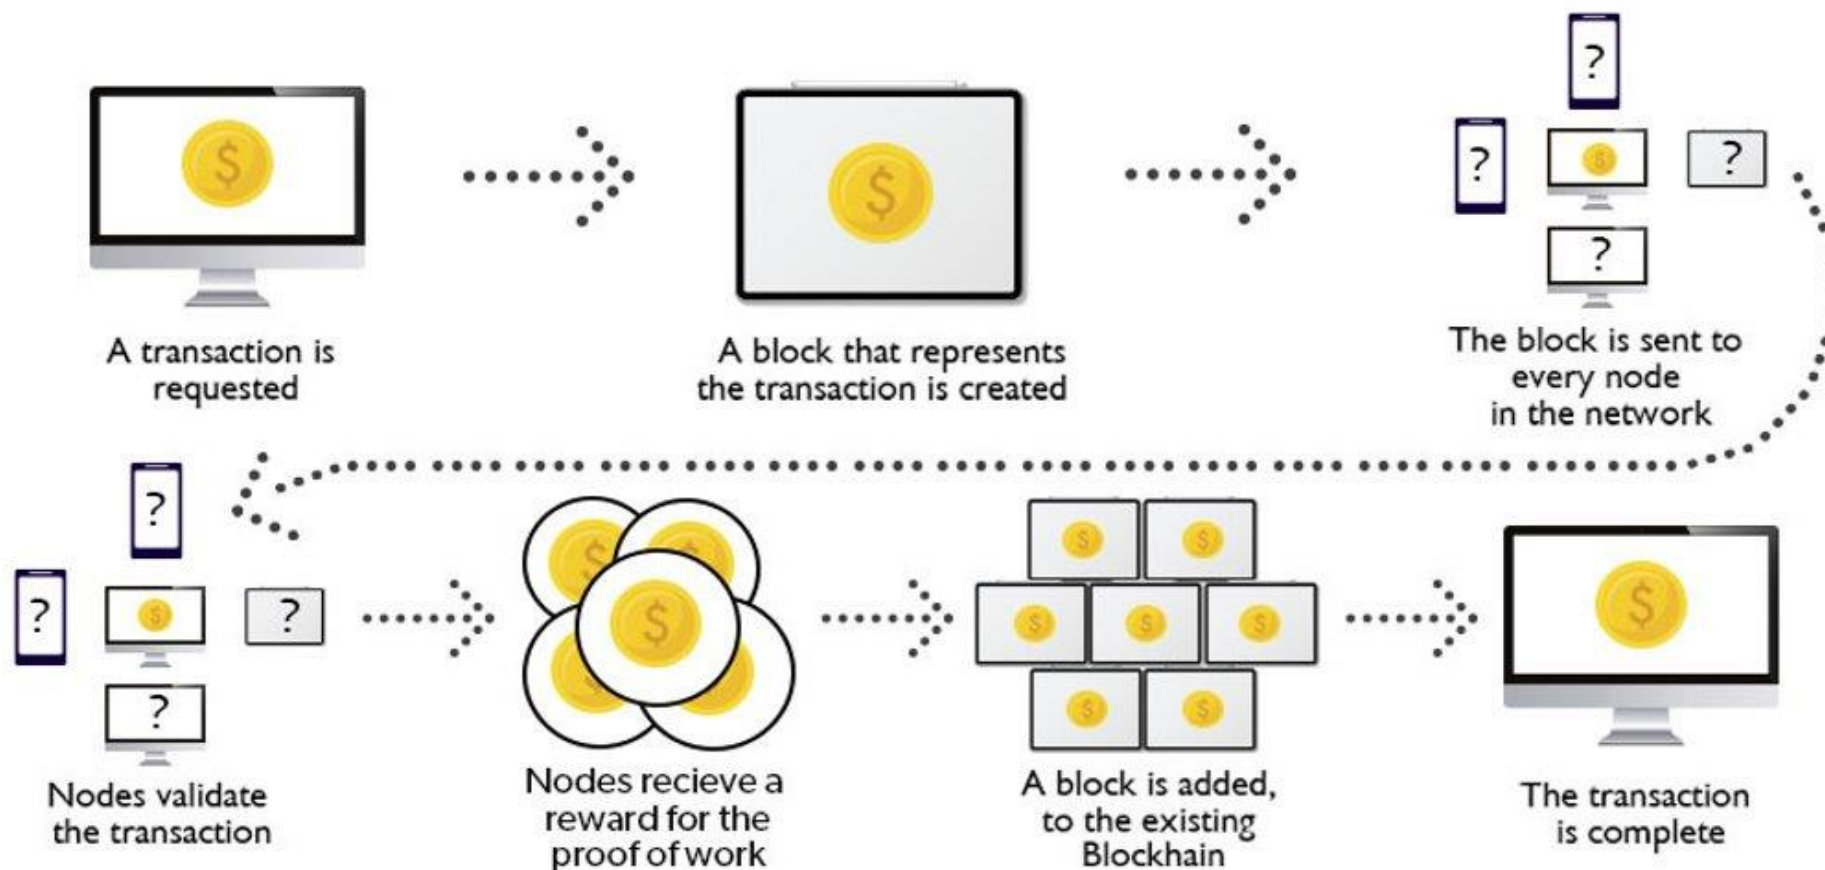 A transaction is
requested
A block that represents
the transaction is created
The block is sent to
every node
in the network
Nodes validate
the transaction
Nodes recieve a
reward for the
proof of work
A block is added,
to the existing
Blockhain
The transaction
is complete